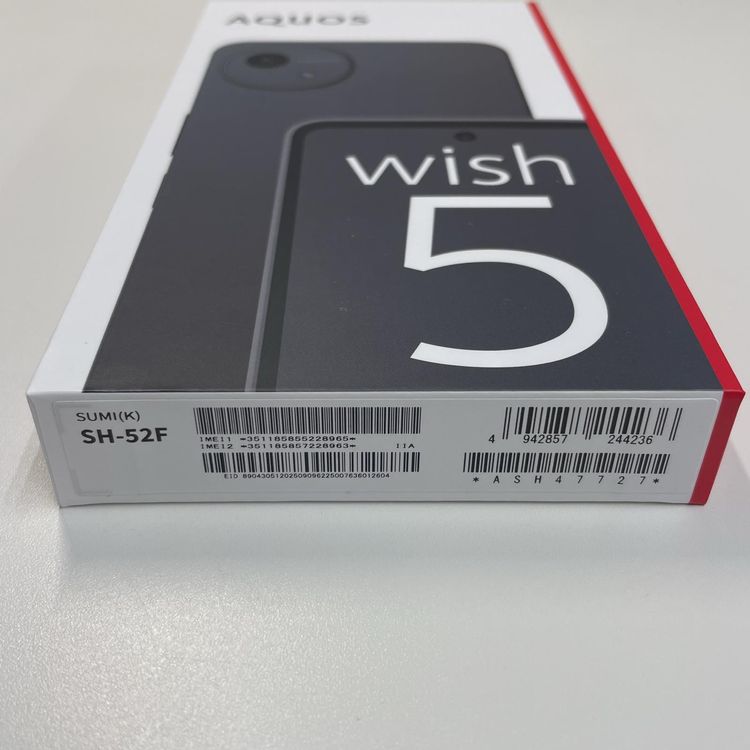 AQUOS
wish
5
SUMI(K)
SH-52F
IMEI1 *351185855228965*
IMEI2 *351185857228963* IIA
EID 89043051202509096225007636012604
4 942857 244236
*ASH47727*